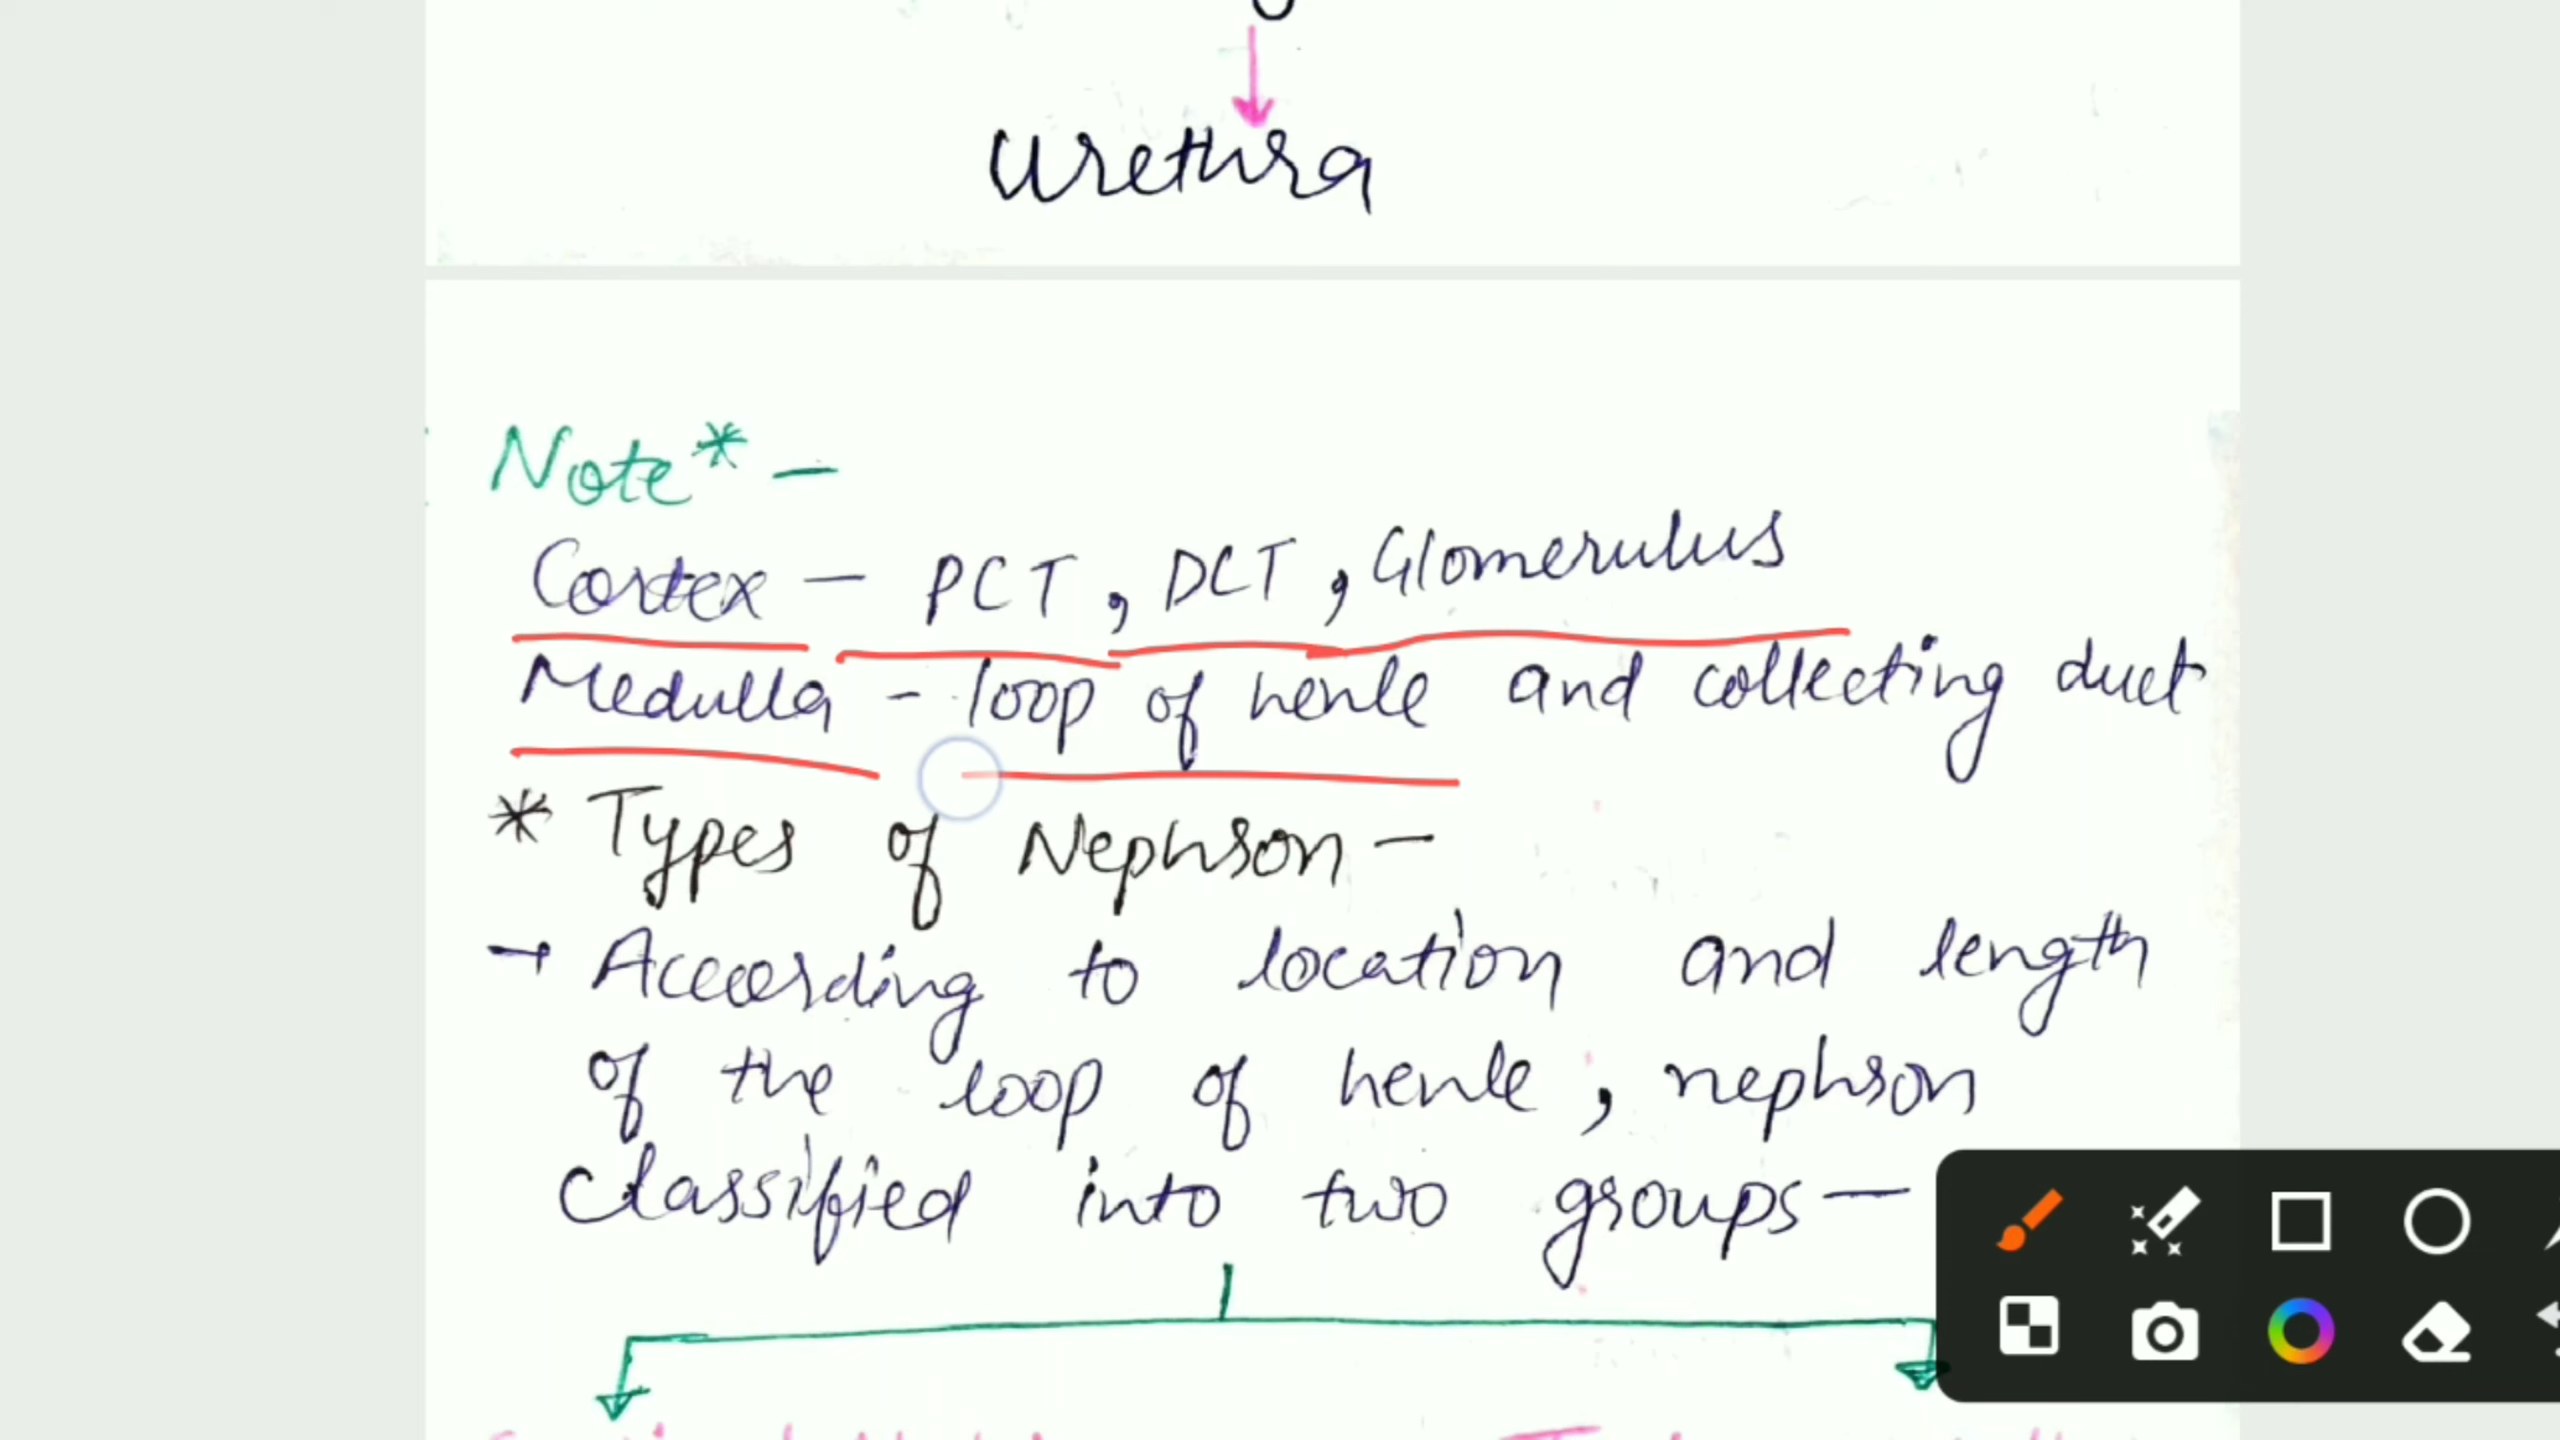 Urethra
Note* -
Cortex - PCT, DCT, Glomerulus
Medulla - loop of henle and collecting duct
* Types of Nephron -
→ According to location and length
of the loop of henle, nephron
classified into two groups -